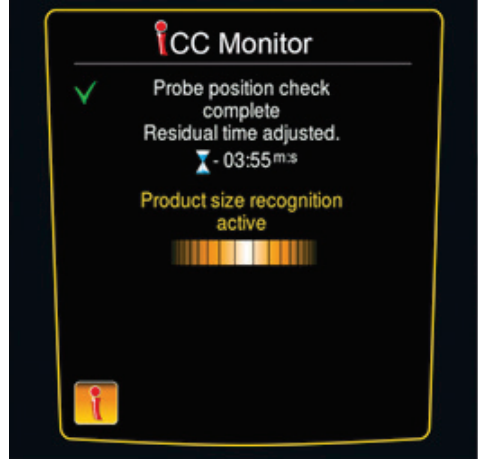 iCC Monitor
Probe position check
complete
Residual time adjusted.
- 03:55 m:s
Product size recognition
active
i